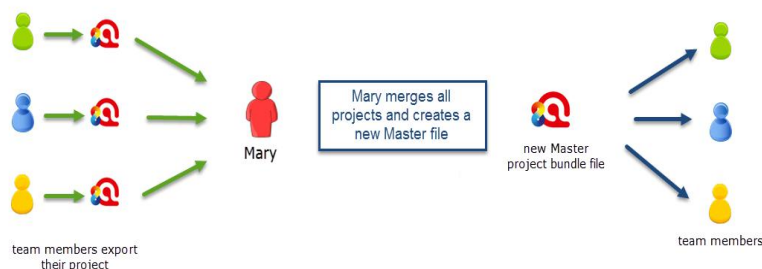 Mary merges all
projects and creates a
new Master file
Mary
new Master
project bundle file
team members export
their project
team members